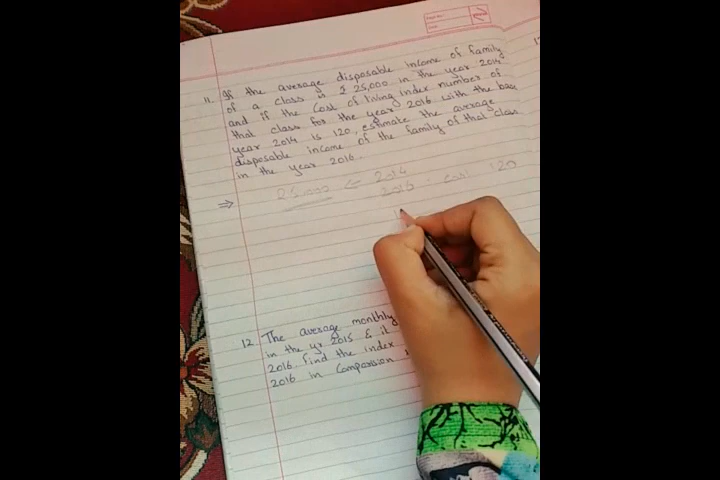 11. If the average disposable income of family
of a class is ₹ 25,000 in the year 2014
and if the Cost of living index number of
that class for the year 2016 with the base
year 2014 is 120, estimate the average
disposable income of the family of that class
in the year 2016.
⇒ 25,000 ← 2014
2016 : cost 120
12. The average monthly
in the yr 2015 & it
2016. Find the index
2016 in Comparsion